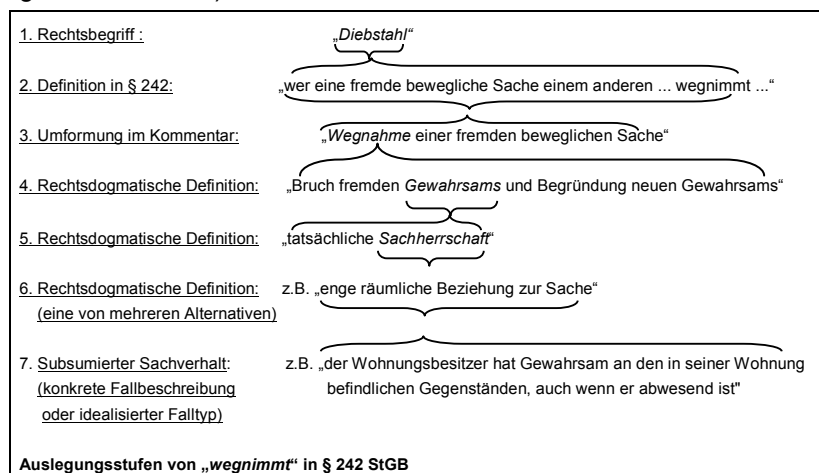 1. Rechtsbegriff : „Diebstahl“
2. Definition in § 242: „wer eine fremde bewegliche Sache einem anderen ... wegnimmt ...“
3. Umformung im Kommentar: „Wegnahme einer fremden beweglichen Sache“
4. Rechtsdogmatische Definition: „Bruch fremden Gewahrsams und Begründung neuen Gewahrsams“
5. Rechtsdogmatische Definition: „tatsächliche Sachherrschaft“
6. Rechtsdogmatische Definition: z.B. „enge räumliche Beziehung zur Sache“
(eine von mehreren Alternativen)
7. Subsumierter Sachverhalt: z.B. „der Wohnungsbesitzer hat Gewahrsam an den in seiner Wohnung
(konkrete Fallbeschreibung befindlichen Gegenständen, auch wenn er abwesend ist"
oder idealisierter Falltyp)
Auslegungsstufen von „wegnimmt“ in § 242 StGB